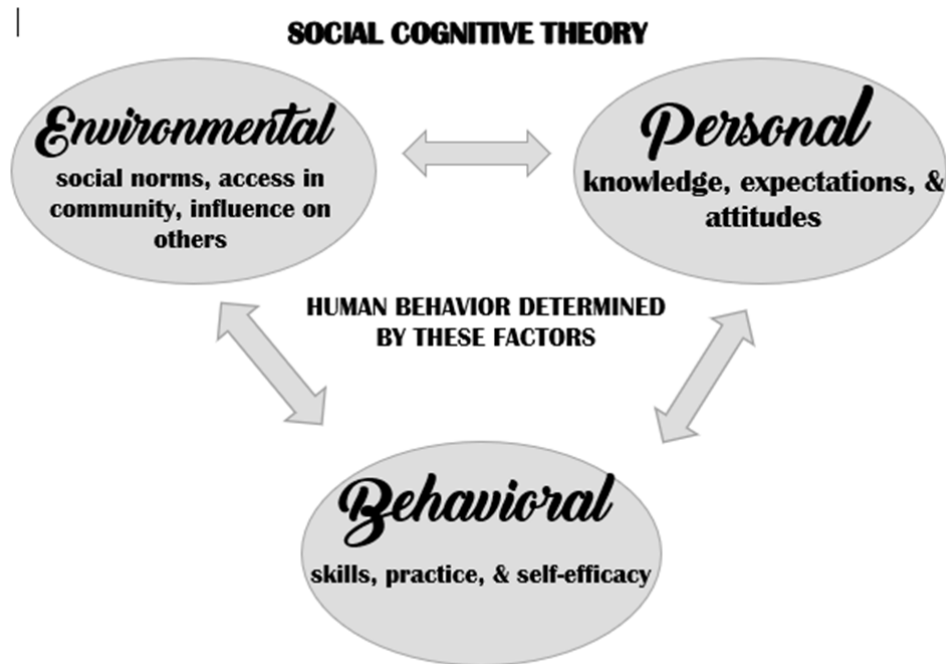 SOCIAL COGNITIVE THEORY
Environmental
social norms, access in
community, influence on
others
Personal
knowledge, expectations, &
attitudes
HUMAN BEHAVIOR DETERMINED
BY THESE FACTORS
Behavioral
skills, practice, & self-efficacy